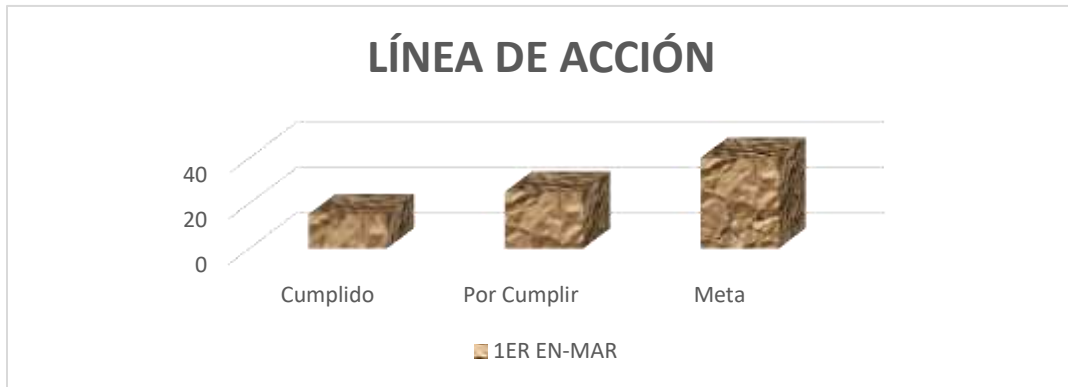 LÍNEA DE ACCIÓN
40
20
0
Cumplido Por Cumplir Meta
1ER EN-MAR